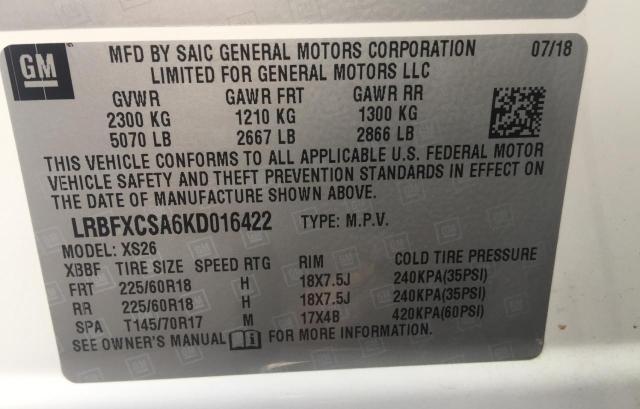 GM
MFD BY SAIC GENERAL MOTORS CORPORATION 07/18
LIMITED FOR GENERAL MOTORS LLC
GVWR GAWR FRT GAWR RR
2300 KG 1210 KG 1300 KG
5070 LB 2667 LB 2866 LB
THIS VEHICLE CONFORMS TO ALL APPLICABLE U.S. FEDERAL MOTOR
VEHICLE SAFETY AND THEFT PREVENTION STANDARDS IN EFFECT ON
THE DATE OF MANUFACTURE SHOWN ABOVE.
LRBFXCSA6KD016422 TYPE: M.P.V.
MODEL: XS26
XBBF TIRE SIZE SPEED RTG RIM COLD TIRE PRESSURE
FRT 225/60R18 H 18X7.5J 240KPA(35PSI)
RR 225/60R18 H 18X7.5J 240KPA(35PSI)
SPA T145/70R17 M 17X4B 420KPA(60PSI)
SEE OWNER'S MANUAL FOR MORE INFORMATION.